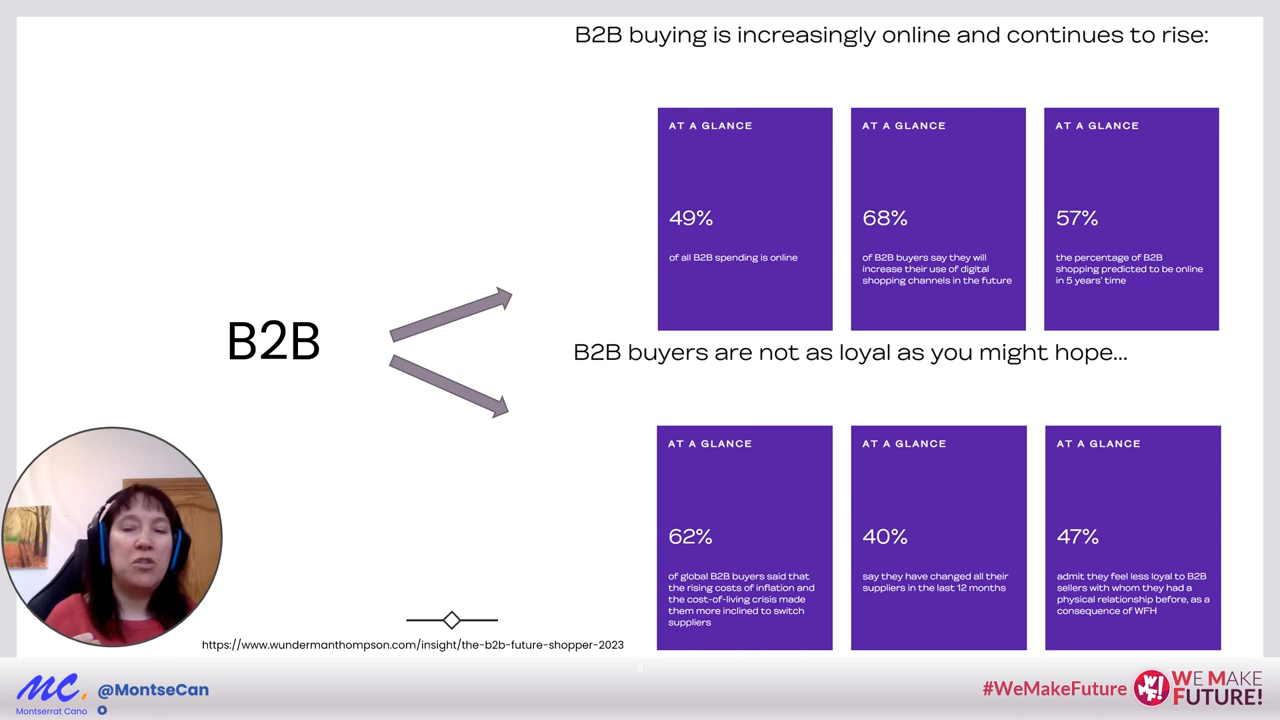 B2B buying is increasingly online and continues to rise:
AT A GLANCE
49%
of all B2B spending is online
AT A GLANCE
68%
of B2B buyers say they will
increase their use of digital
shopping channels in the future
AT A GLANCE
57%
the percentage of B2B
shopping predicted to be online
in 5 years' time
B2B
B2B buyers are not as loyal as you might hope...
AT A GLANCE
62%
of global B2B buyers said that
the rising costs of inflation and
the cost-of-living crisis made
them more inclined to switch
suppliers
AT A GLANCE
40%
say they have changed all their
suppliers in the last 12 months
AT A GLANCE
47%
admit they feel less loyal to B2B
sellers with whom they had a
physical relationship before, as a
consequence of WFH
https://www.wundermanthompson.com/insight/the-b2b-future-shopper-2023
MC.
Montserrat Cano
@MontseCan
o
#WeMakeFuture
WE MAKE
FUTURE!